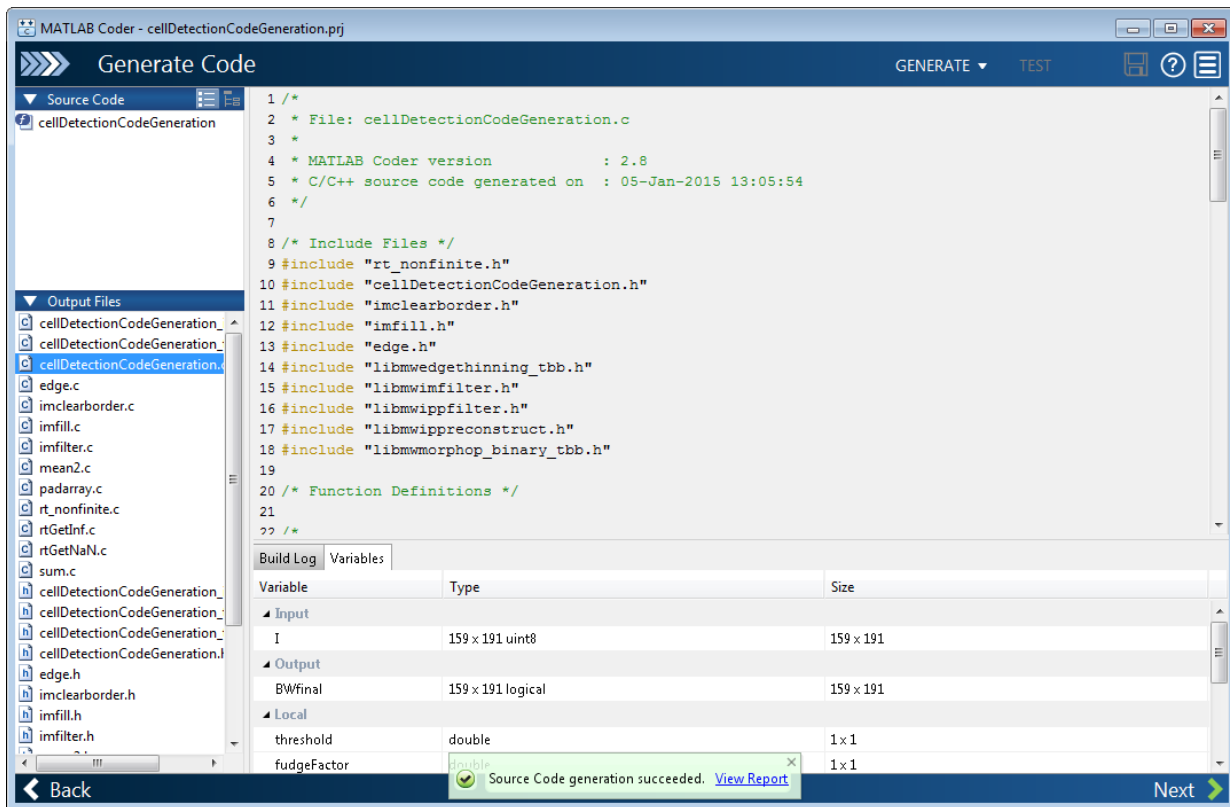 MATLAB Coder - cellDetectionCodeGeneration.prj
Generate Code
GENERATE
TEST
Source Code
cellDetectionCodeGeneration
Output Files
cellDetectionCodeGeneration_
cellDetectionCodeGeneration_
cellDetectionCodeGeneration.c
edge.c
imclearborder.c
imfill.c
imfilter.c
mean2.c
padarray.c
rt_nonfinite.c
rtGetInf.c
rtGetNaN.c
sum.c
cellDetectionCodeGeneration_
cellDetectionCodeGeneration_
cellDetectionCodeGeneration_
cellDetectionCodeGeneration.h
edge.h
imclearborder.h
imfill.h
imfilter.h
1 /*
2 * File: cellDetectionCodeGeneration.c
3 *
4 * MATLAB Coder version : 2.8
5 * C/C++ source code generated on : 05-Jan-2015 13:05:54
6 */
7
8 /* Include Files */
9 #include "rt_nonfinite.h"
10 #include "cellDetectionCodeGeneration.h"
11 #include "imclearborder.h"
12 #include "imfill.h"
13 #include "edge.h"
14 #include "libmwedgethinning_tbb.h"
15 #include "libmwimfilter.h"
16 #include "libmwippfilter.h"
17 #include "libmwippreconstruct.h"
18 #include "libmwmorphop_binary_tbb.h"
19
20 /* Function Definitions */
21
22 /*
Build Log Variables
Variable Type Size
Input
I 159 x 191 uint8 159 x 191
Output
BWfinal 159 x 191 logical 159 x 191
Local
threshold double 1 x 1
fudgeFactor double 1 x 1
Source Code generation succeeded. View Report
Back
Next